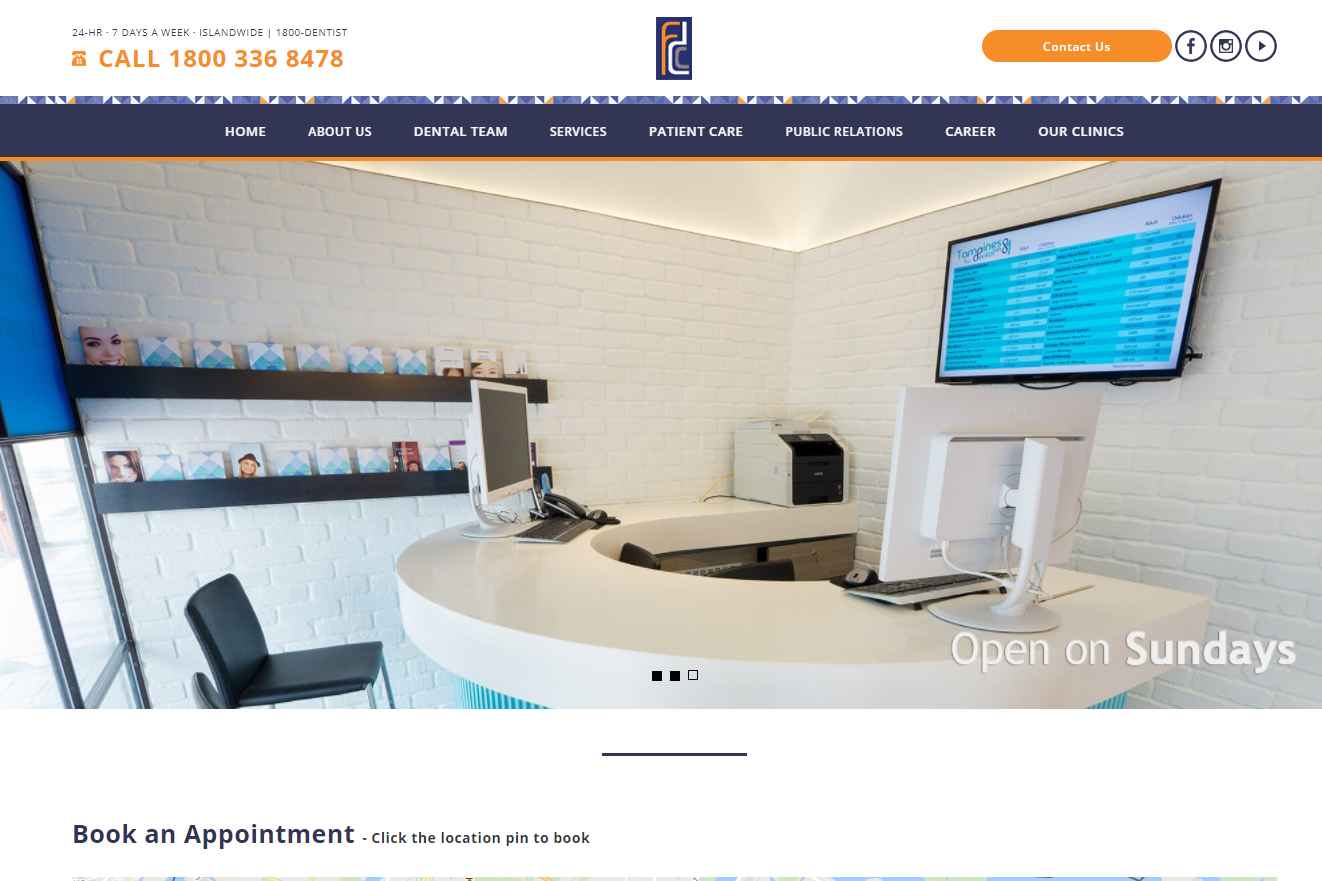 24-HR · 7 DAYS A WEEK · ISLANDWIDE | 1800-DENTIST
CALL 1800 336 8478
fdc
Contact Us
HOME
ABOUT US
DENTAL TEAM
SERVICES
PATIENT CARE
PUBLIC RELATIONS
CAREER
OUR CLINICS
Tampines
Adult
Children
Open on Sundays
Book an Appointment - Click the location pin to book